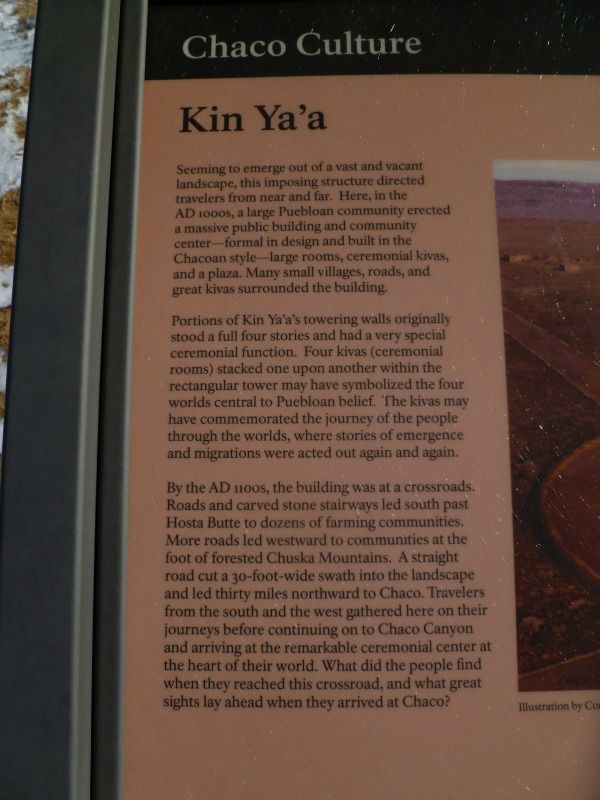 Chaco Culture
Kin Ya'a
Seeming to emerge out of a vast and vacant
landscape, this imposing structure directed
travelers from near and far.  Here, in the
AD 1000s, a large Puebloan community erected
a massive public building and community
center—formal in design and built in the
Chacoan style—large rooms, ceremonial kivas,
and a plaza. Many small villages, roads, and
great kivas surrounded the building.
Portions of Kin Ya'a's towering walls originally
stood a full four stories and had a very special
ceremonial function.  Four kivas (ceremonial
rooms) stacked one upon another within the
rectangular tower may have symbolized the four
worlds central to Puebloan belief.  The kivas may
have commemorated the journey of the people
through the worlds, where stories of emergence
and migrations were acted out again and again.
By the AD 1100s, the building was at a crossroads.
Roads and carved stone stairways led south past
Hosta Butte to dozens of farming communities.
More roads led westward to communities at the
foot of forested Chuska Mountains.  A straight
road cut a 30-foot-wide swath into the landscape
and led thirty miles northward to Chaco. Travelers
from the south and the west gathered here on their
journeys before continuing on to Chaco Canyon
and arriving at the remarkable ceremonial center at
the heart of their world. What did the people find
when they reached this crossroad, and what great
sights lay ahead when they arrived at Chaco?
Illustration by